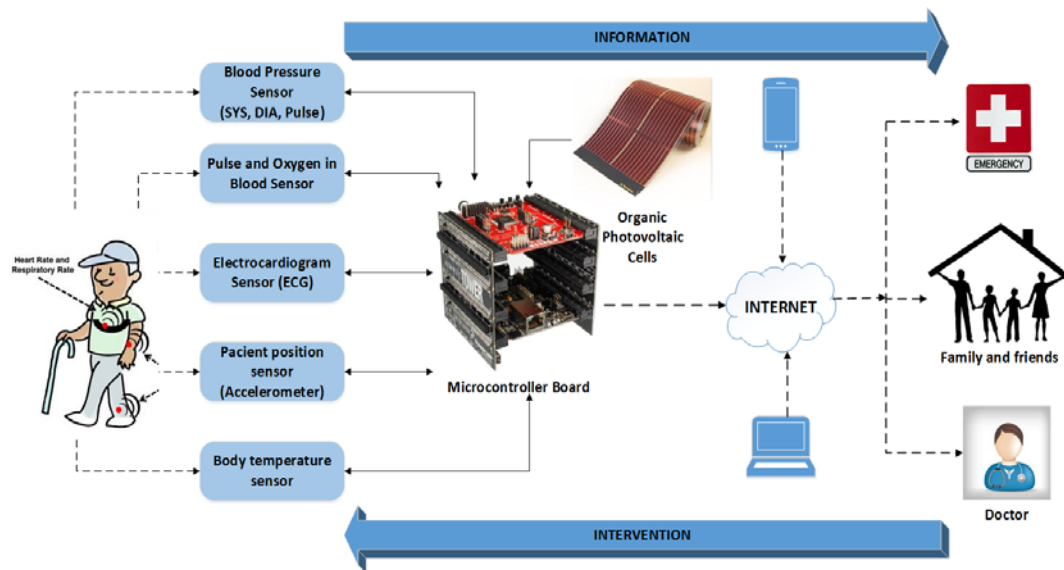 INFORMATION
Blood Pressure
Sensor
(SYS, DIA, Pulse)
Pulse and Oxygen in
Blood Sensor
Heart Rate and
Respiratory Rate
Electrocardiogram
Sensor (ECG)
Pacient position
sensor
(Accelerometer)
Body temperature
sensor
Organic
Photovoltaic
Cells
Microcontroller Board
INTERNET
EMERGENCY
Family and friends
Doctor
INTERVENTION